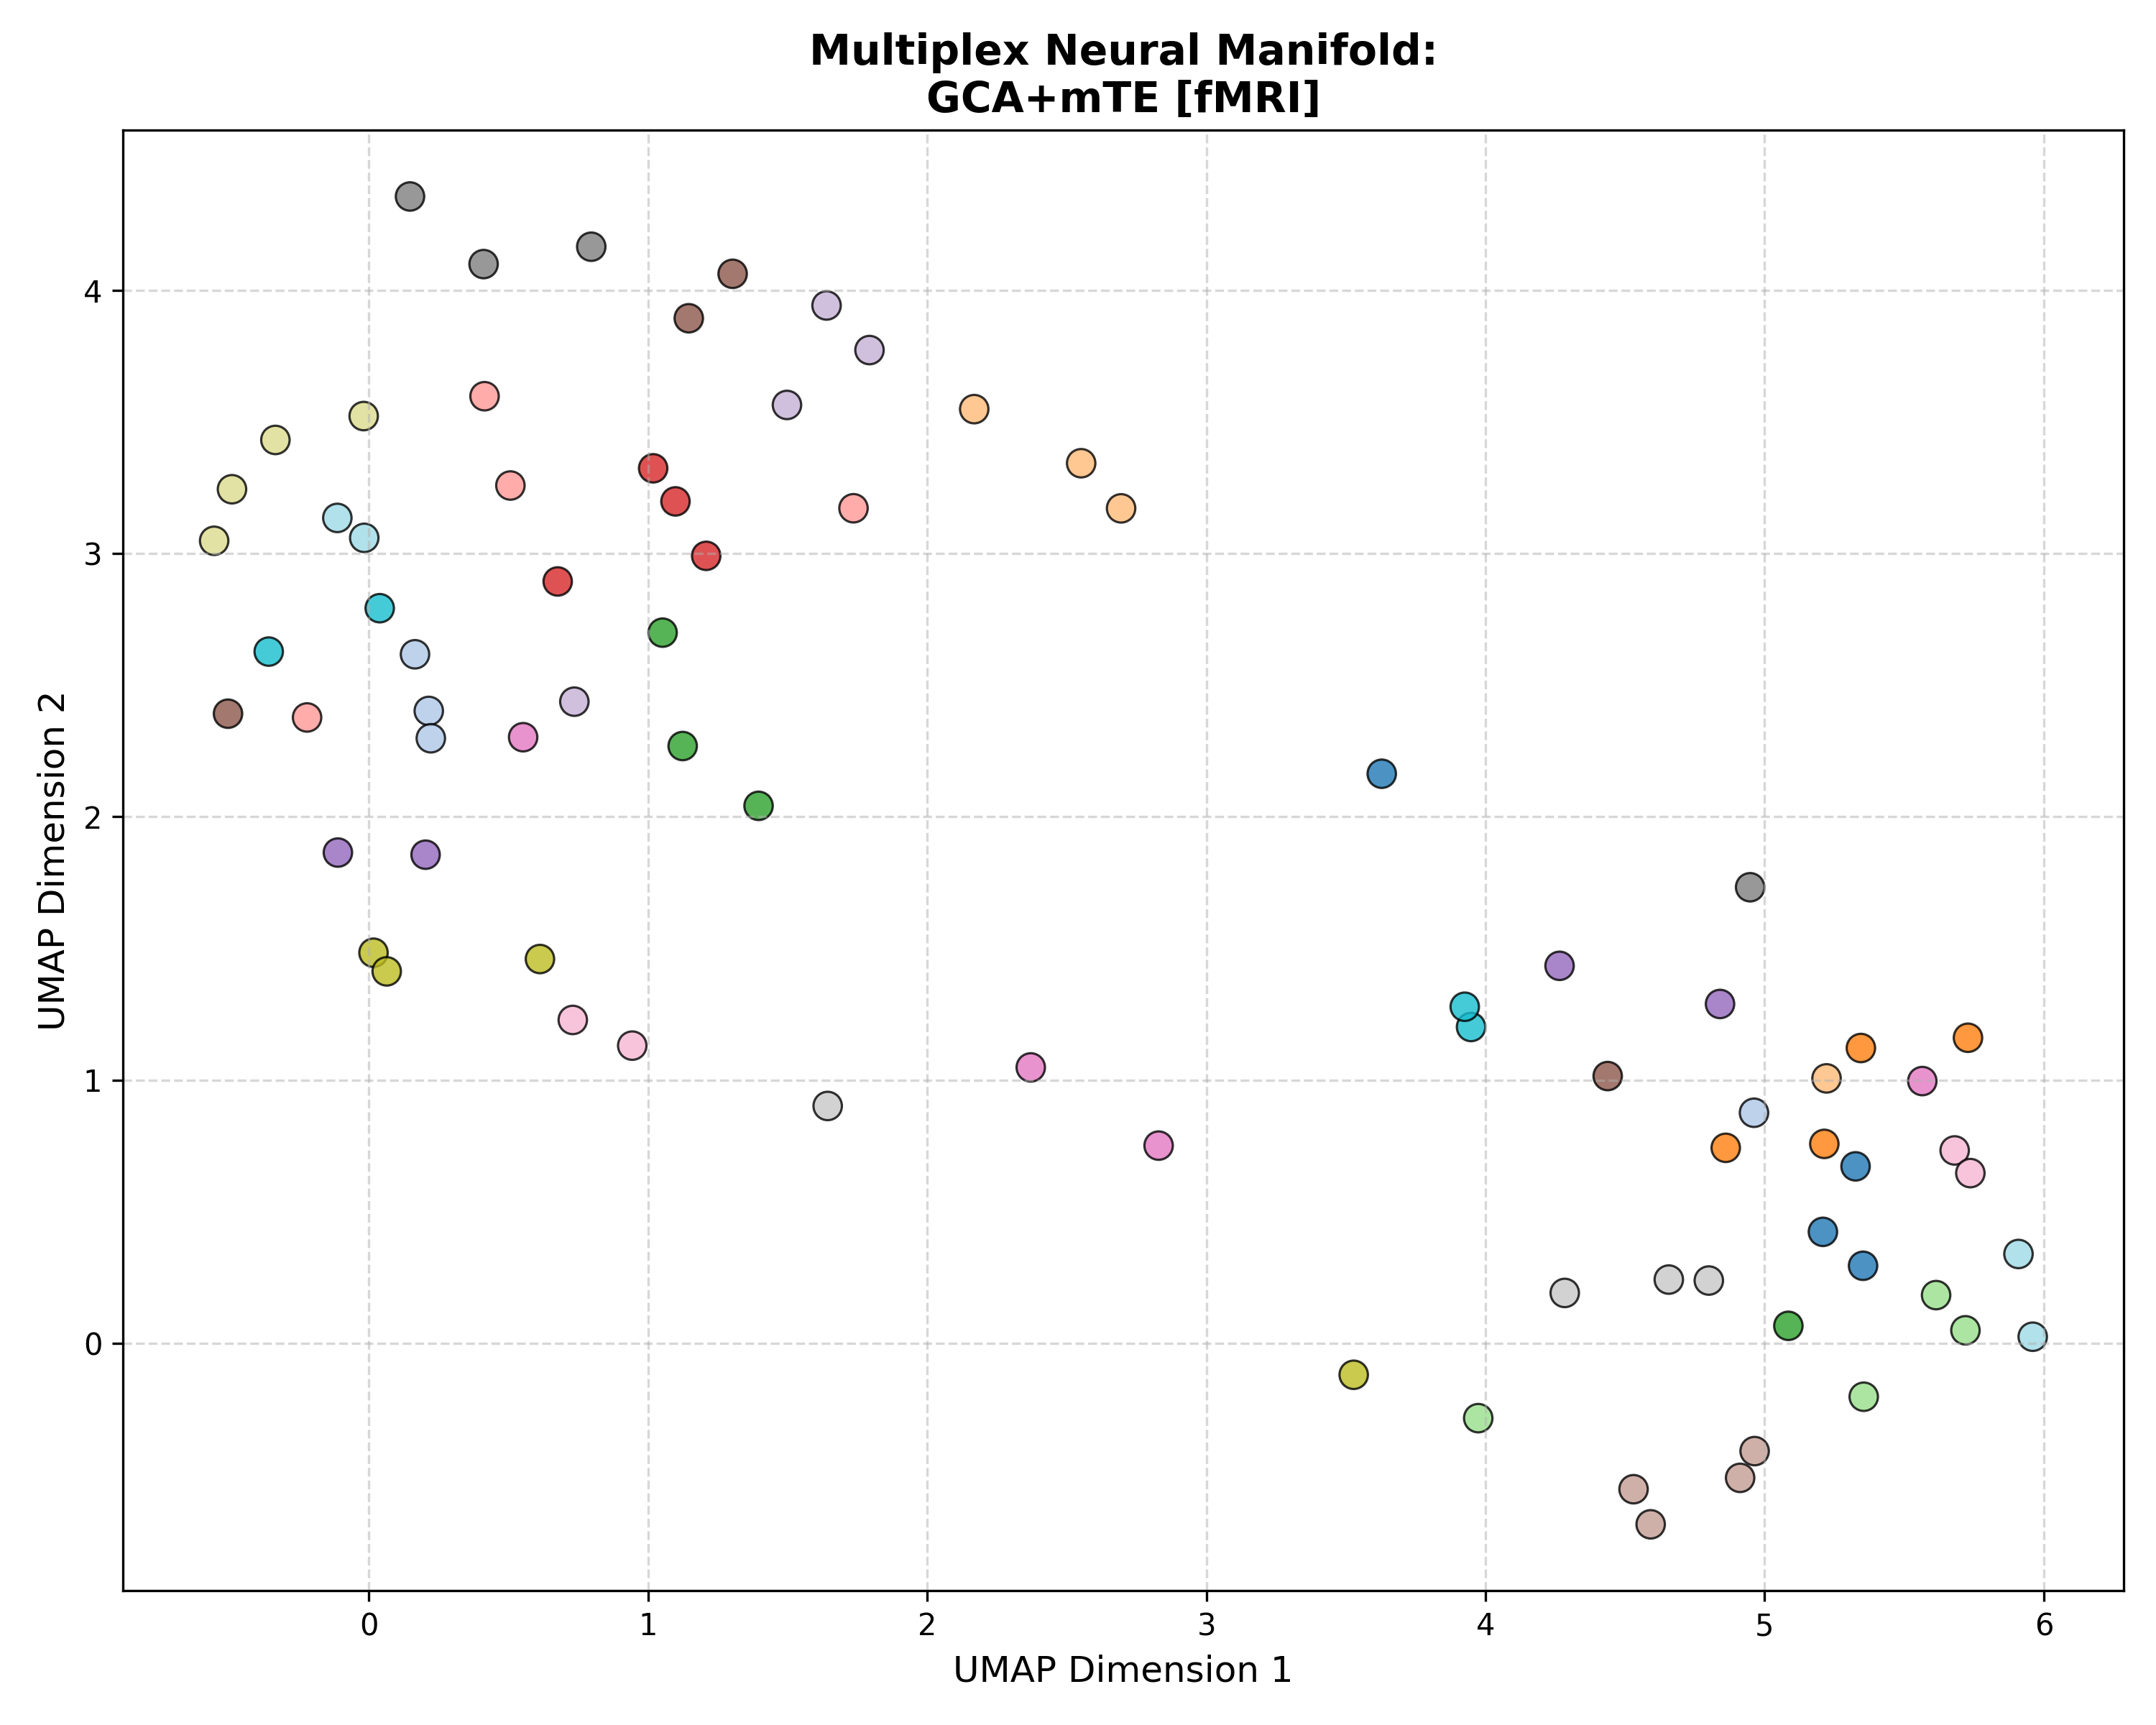 Multiplex Neural Manifold:
GCA+mTE [fMRI]
UMAP Dimension 2
4
3
2
1
0
0 1 2 3 4 5 6
UMAP Dimension 1